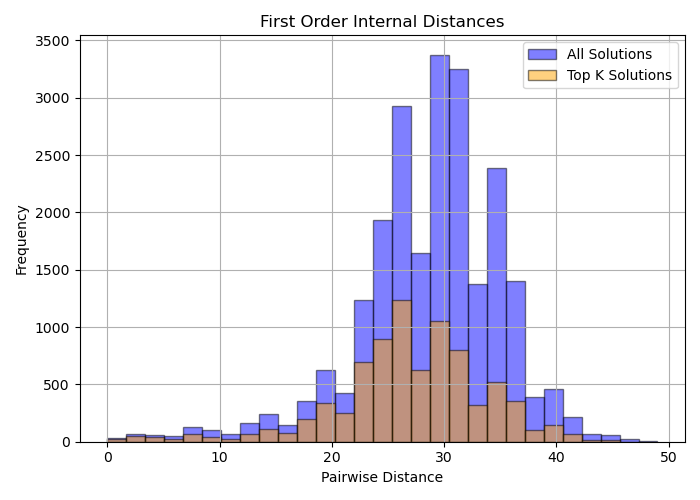 First Order Internal Distances
All Solutions
Top K Solutions
3500
3000
2500
2000
1500
1000
500
0
Frequency
0 10 20 30 40 50
Pairwise Distance